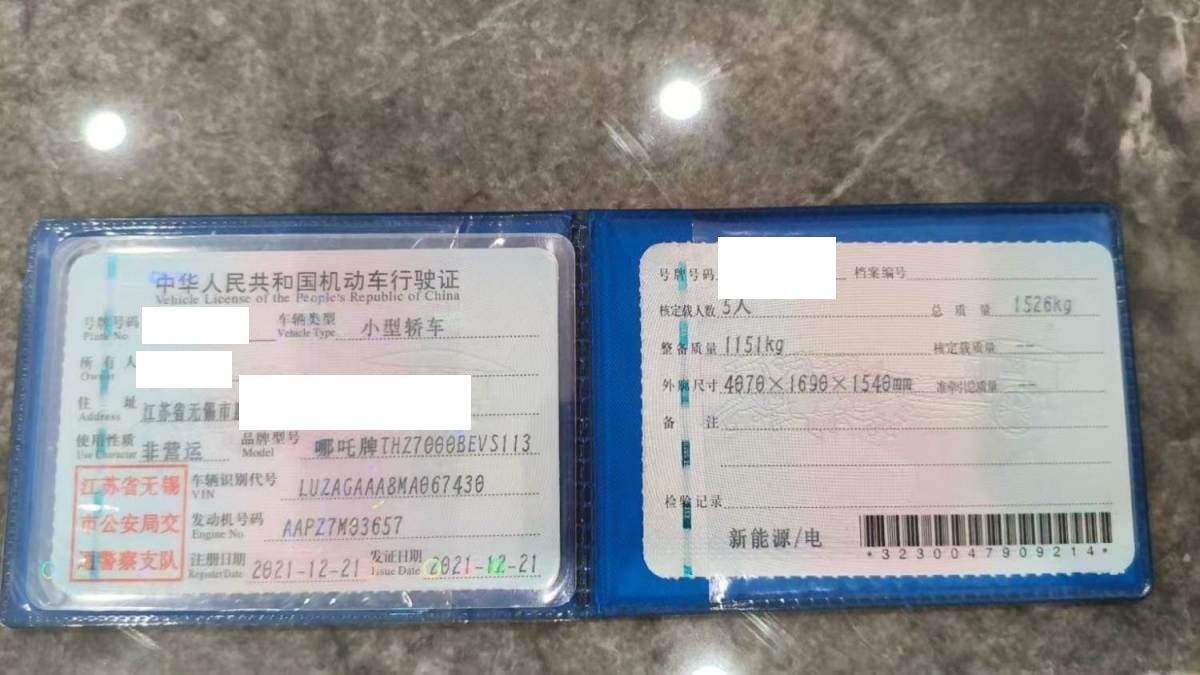 中华人民共和国机动车行驶证
Vehicle License of the People's Republic of China
号牌号码
Plate No.
车辆类型
Vehicle Type
小型轿车
所有人
Owner
住址
Address
江苏省无锡市
使用性质
Use Character
非营运
品牌型号
Model
哪吒牌THZ7000BEVS113
江苏省无锡
市公安局交
通警察支队
车辆识别代号
VIN
LUZAGAAA8MA067430
发动机号码
Engine No.
AAPZ7M03657
注册日期
Register Date
2021-12-21
发证日期
Issue Date
2021-12-21
号牌号码
档案编号
核定载人数 5人
总质量 1526kg
整备质量 1151kg
核定载质量 --
外廓尺寸 4070×1690×1540mm
准牵引总质量 --
备注
检验记录
新能源/电
*3230047909214*